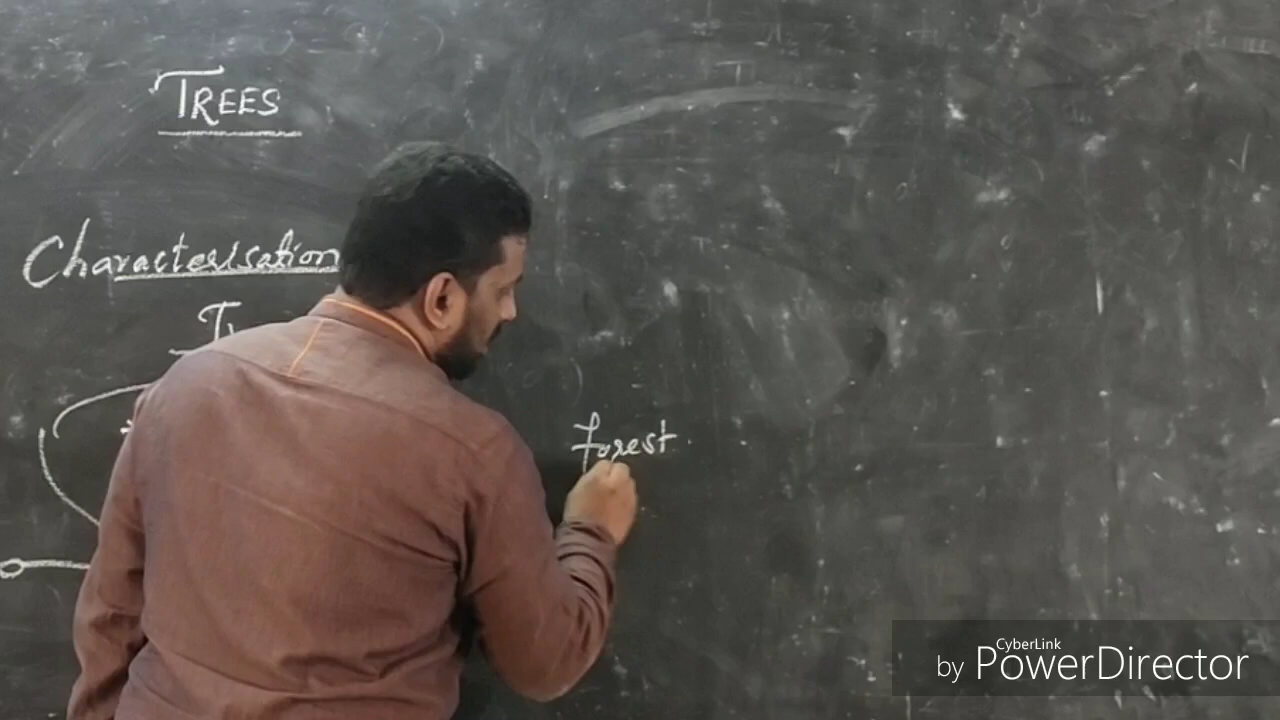 TREES
Characterisation
forest
CyberLink
by PowerDirector